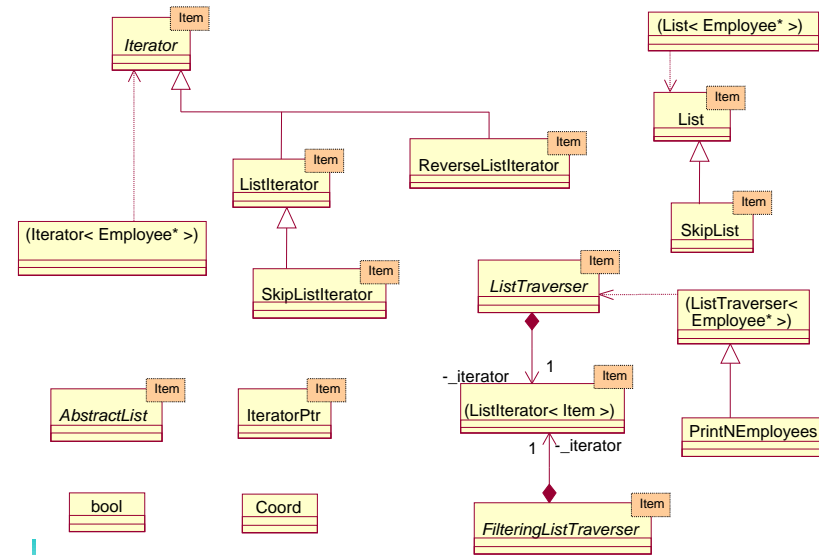 Item
Iterator
(List< Employee* >)
Item
List
Item
ListIterator
Item
ReverseListIterator
Item
SkipList
(Iterator< Employee* >)
Item
SkipListIterator
Item
ListTraverser
(ListTraverser<
Employee* >)
-_iterator
1
Item
AbstractList
Item
IteratorPtr
Item
(ListIterator< Item >)
PrintNEmployees
1
-_iterator
bool
Coord
Item
FilteringListTraverser